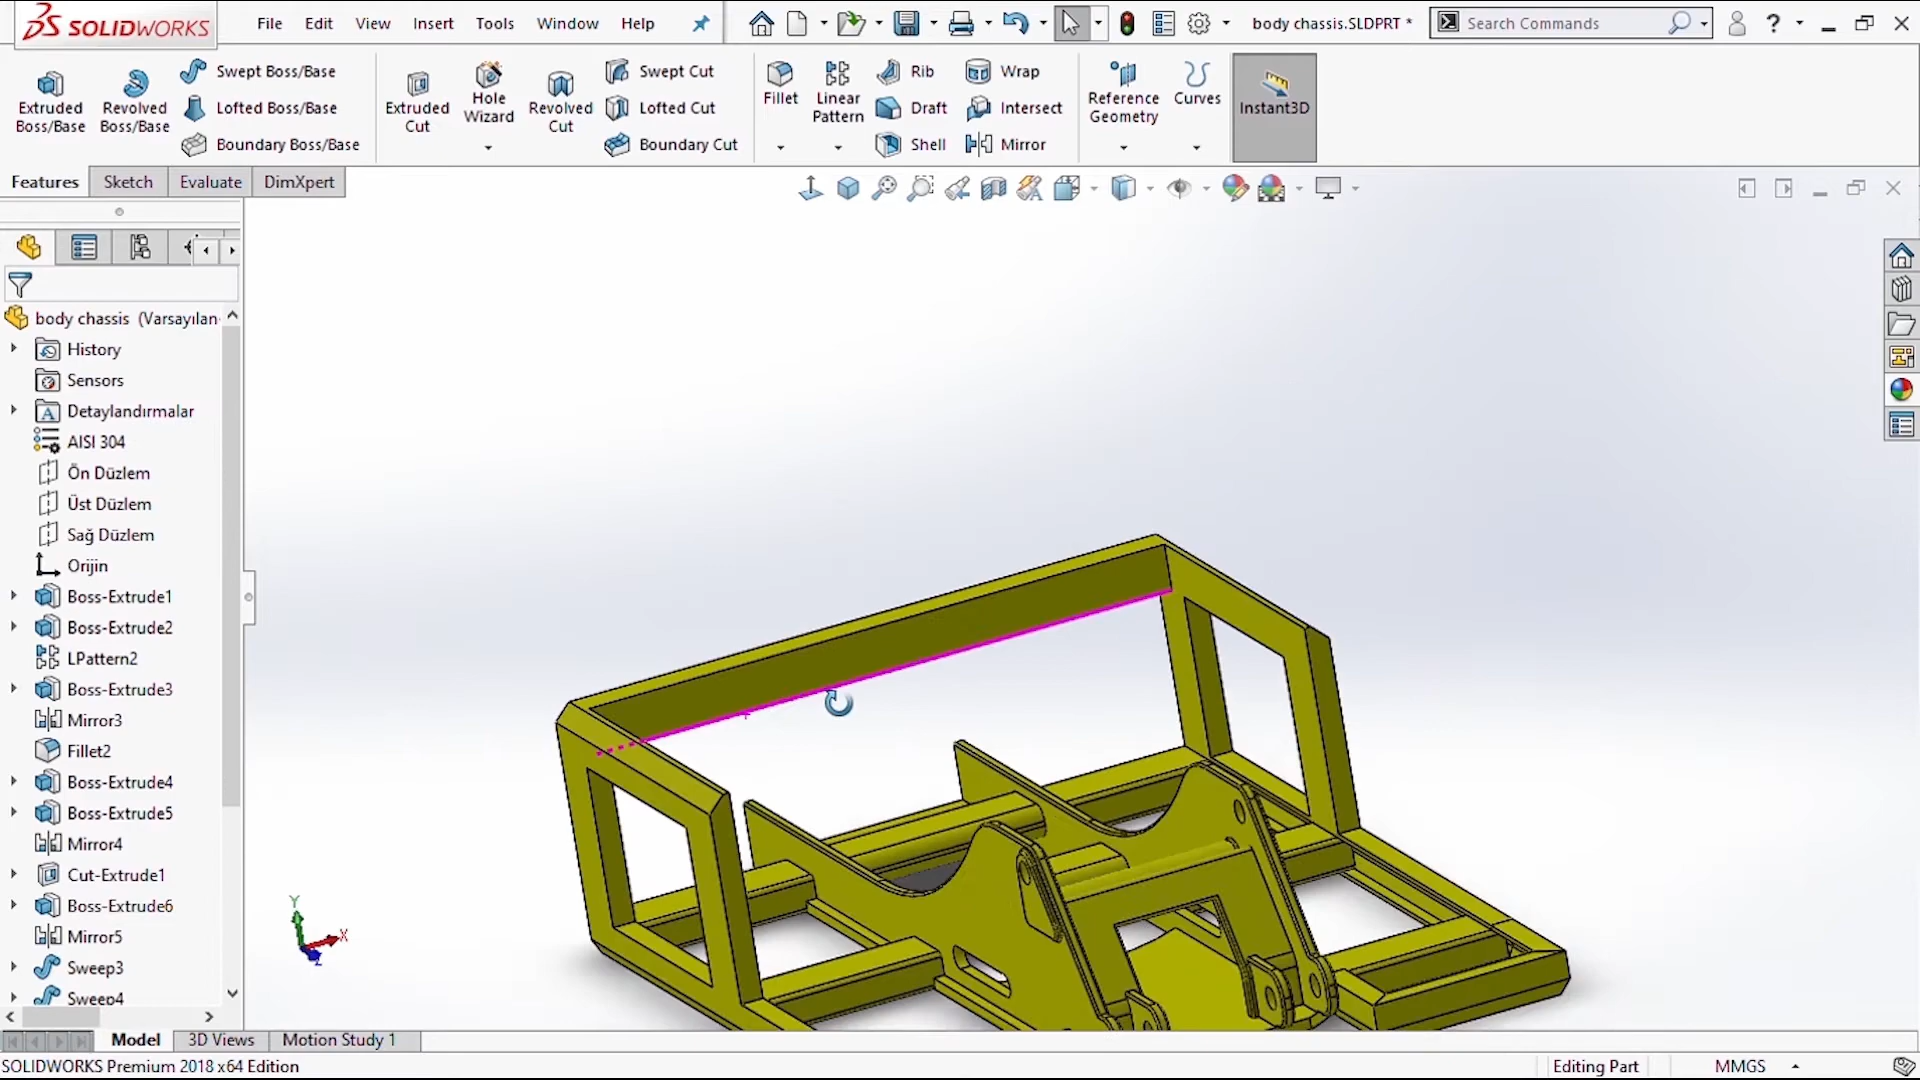 SOLIDWORKS
File Edit View Insert Tools Window Help
body chassis.SLDPRT *
Search Commands
?
Extruded Boss/Base
Revolved Boss/Base
Swept Boss/Base
Lofted Boss/Base
Boundary Boss/Base
Extruded Cut
Hole Wizard
Revolved Cut
Swept Cut
Lofted Cut
Boundary Cut
Fillet
Linear Pattern
Rib
Draft
Shell
Wrap
Intersect
Mirror
Reference Geometry
Curves
Instant3D
Features Sketch Evaluate DimXpert
body chassis (Varsayılan
History
Sensors
Detaylandırmalar
AISI 304
Ön Düzlem
Üst Düzlem
Sağ Düzlem
Orijin
Boss-Extrude1
Boss-Extrude2
LPattern2
Boss-Extrude3
Mirror3
Fillet2
Boss-Extrude4
Boss-Extrude5
Mirror4
Cut-Extrude1
Boss-Extrude6
Mirror5
Sweep3
Sweep4
Y
X
Z
Model 3D Views Motion Study 1
SOLIDWORKS Premium 2018 x64 Edition
Editing Part
MMGS